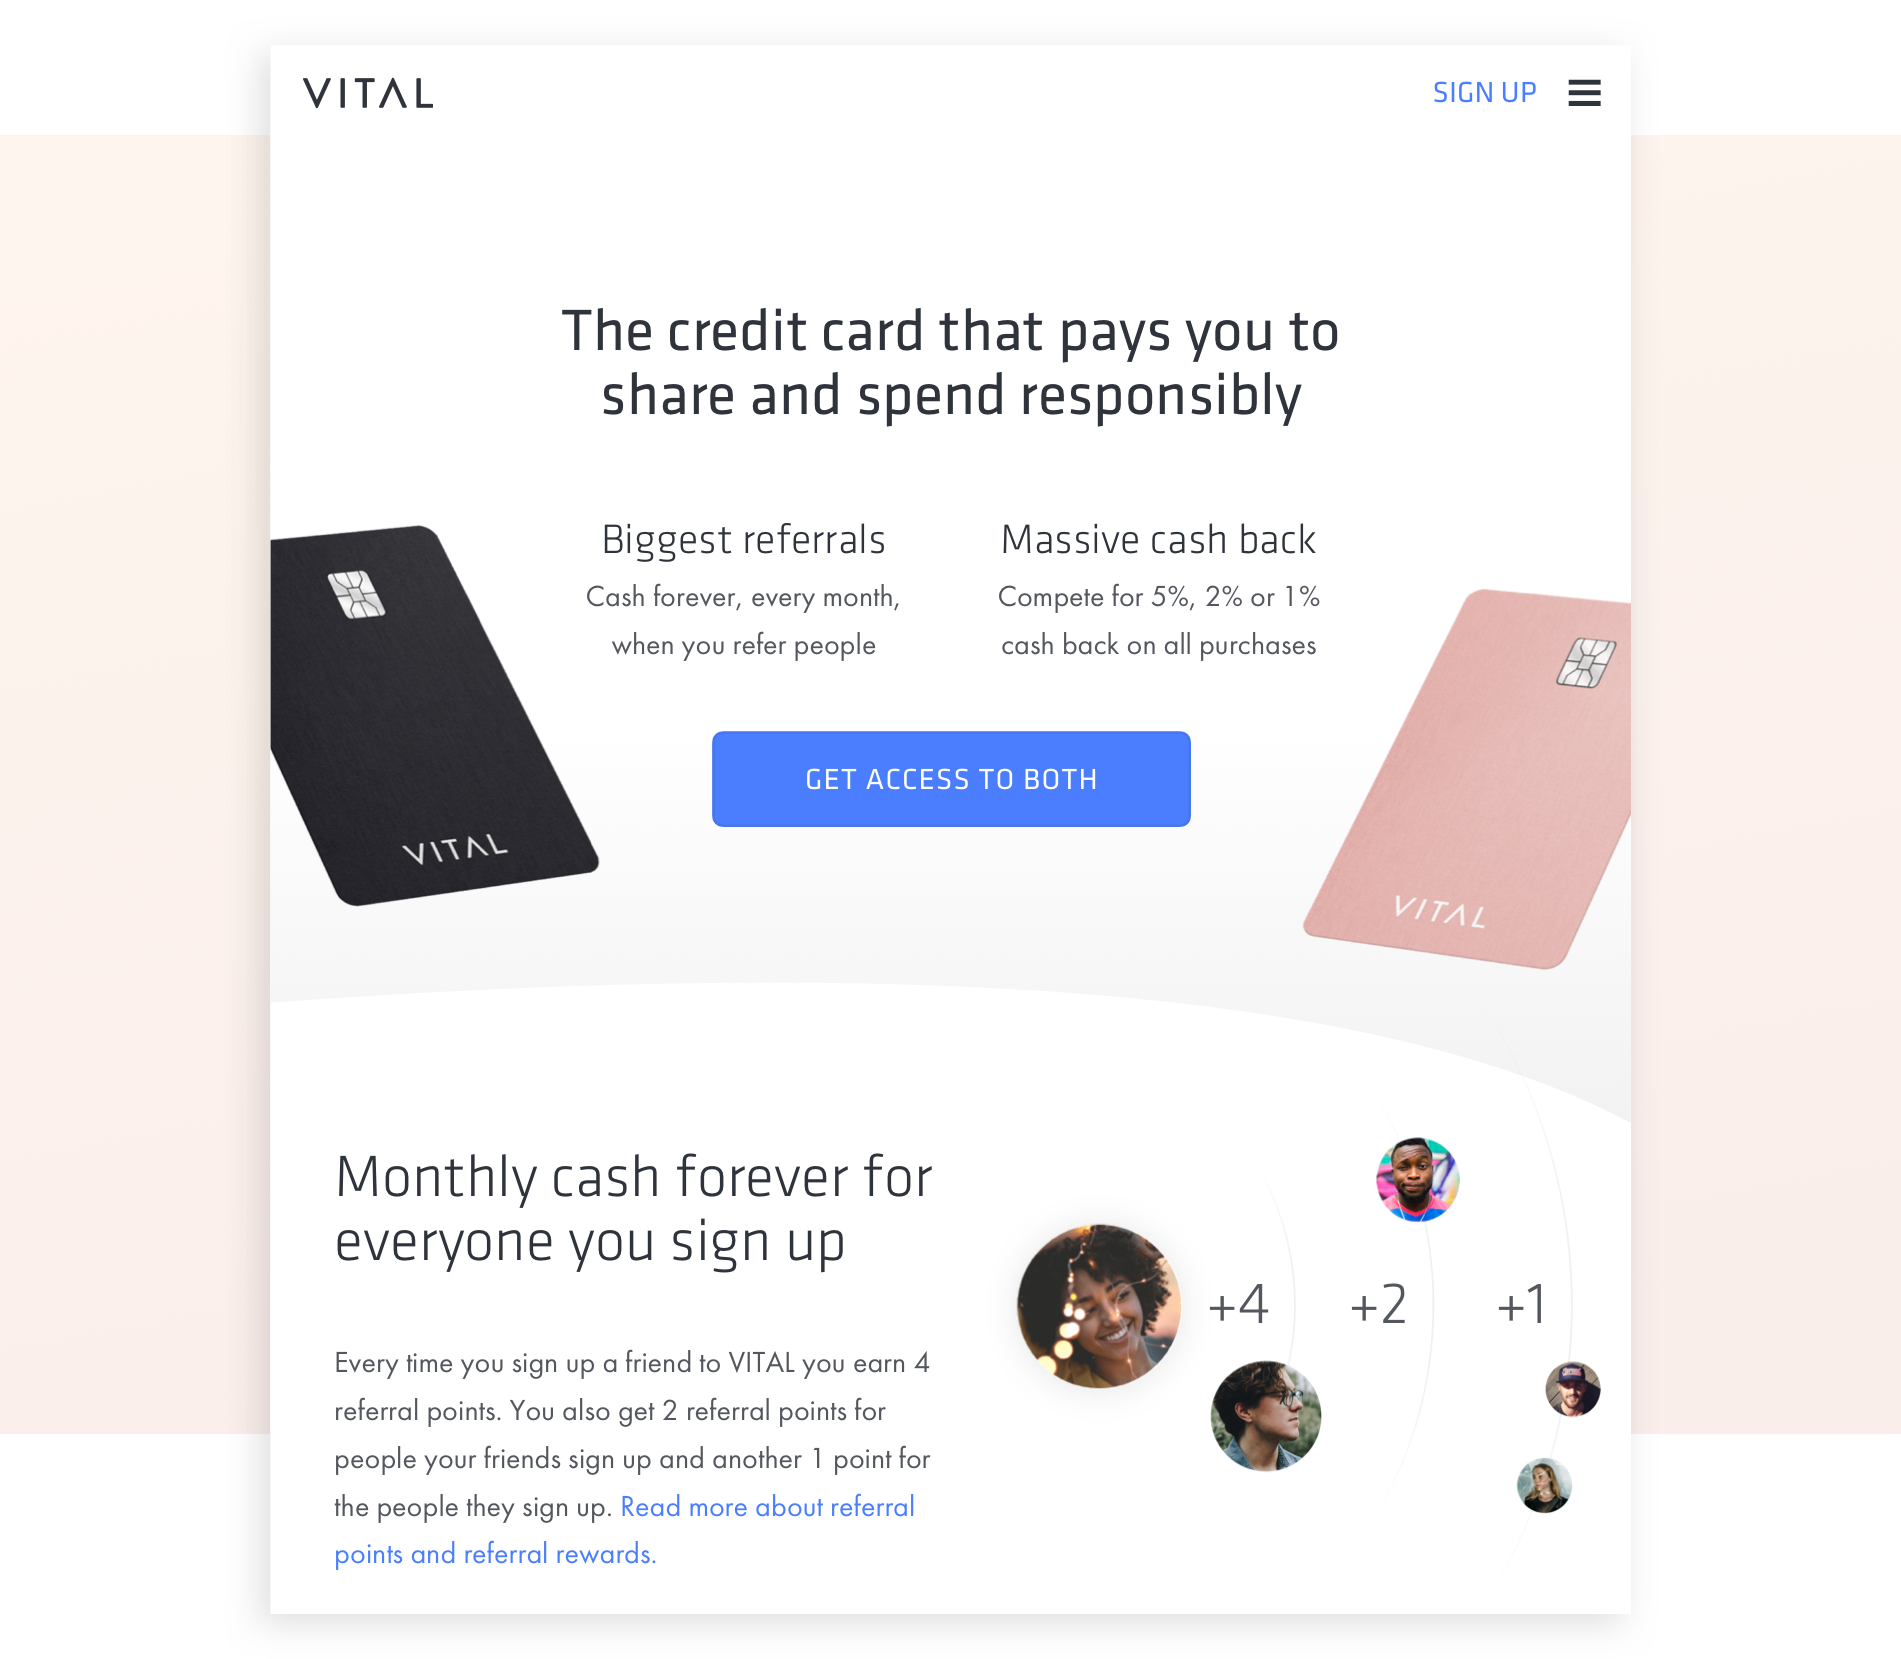 VITAL
SIGN UP
The credit card that pays you to
share and spend responsibly
Biggest referrals
Cash forever, every month,
when you refer people
Massive cash back
Compete for 5%, 2% or 1%
cash back on all purchases
GET ACCESS TO BOTH
VITAL
VITAL
Monthly cash forever for
everyone you sign up
Every time you sign up a friend to VITAL you earn 4
referral points. You also get 2 referral points for
people your friends sign up and another 1 point for
the people they sign up. Read more about referral
points and referral rewards.
+4
+2
+1